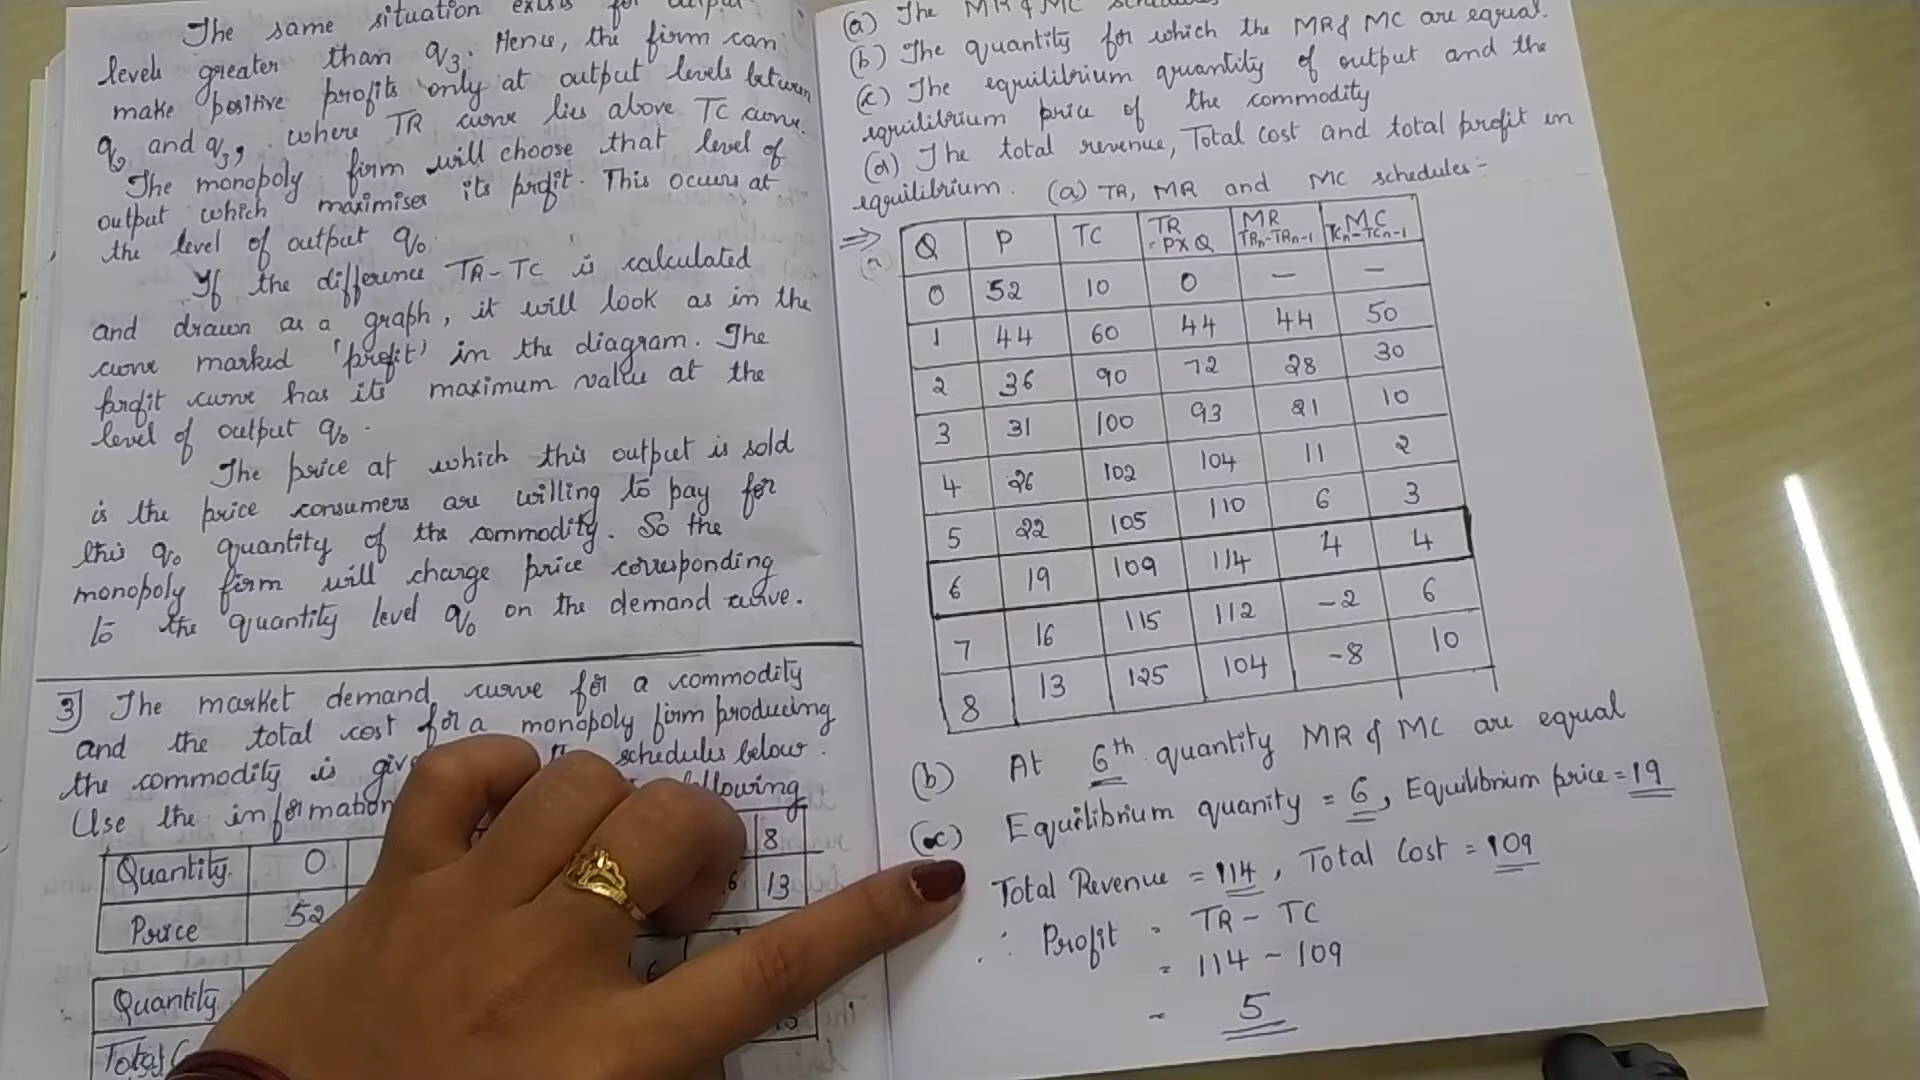 The same situation exists for output
levels greater than q3. Hence, the firm can
make positive profits only at output levels between
q2 and q3, where TR curve lies above TC curve.
The monopoly firm will choose that level of
output which maximises its profit. This occurs at
the level of output q0.
If the difference TR-TC is calculated
and drawn as a graph, it will look as in the
curve marked 'profit' in the diagram. The
profit curve has its maximum value at the
level of output q0.
The price at which this output is sold
is the price consumers are willing to pay for
this q0 quantity of the commodity. So the
monopoly firm will charge price corresponding
to the quantity level q0 on the demand curve.
3] The market demand curve for a commodity
and the total cost for a monopoly firm producing
the commodity is schedules below.
Use the information
Quantity 0 8
Price 52 13
Quantity 6
Total
(a) The MR & MC schedules
(b) The quantity for which the MR & MC are equal.
(c) The equilibrium quantity of output and the
equilibrium price of the commodity
(d) The total revenue, Total cost and total profit in
equilibrium. (a) TR, MR and MC schedules:-
⇒ Q P TC TR = P×Q MR TRn-TRn-1 MC TCn-TCn-1
0 52 10 0 — —
1 44 60 44 44 50
2 36 90 72 28 30
3 31 100 93 21 10
4 26 102 104 11 2
5 22 105 110 6 3
6 19 109 114 4 4
7 16 115 112 -2 6
8 13 125 104 -8 10
(b) At 6th quantity MR & MC are equal
(c) Equilibrium quanity = 6, Equilibrium price = 19
Total Revenue = 114, Total Cost = 109
∴ Profit = TR - TC
= 114 - 109
= 5